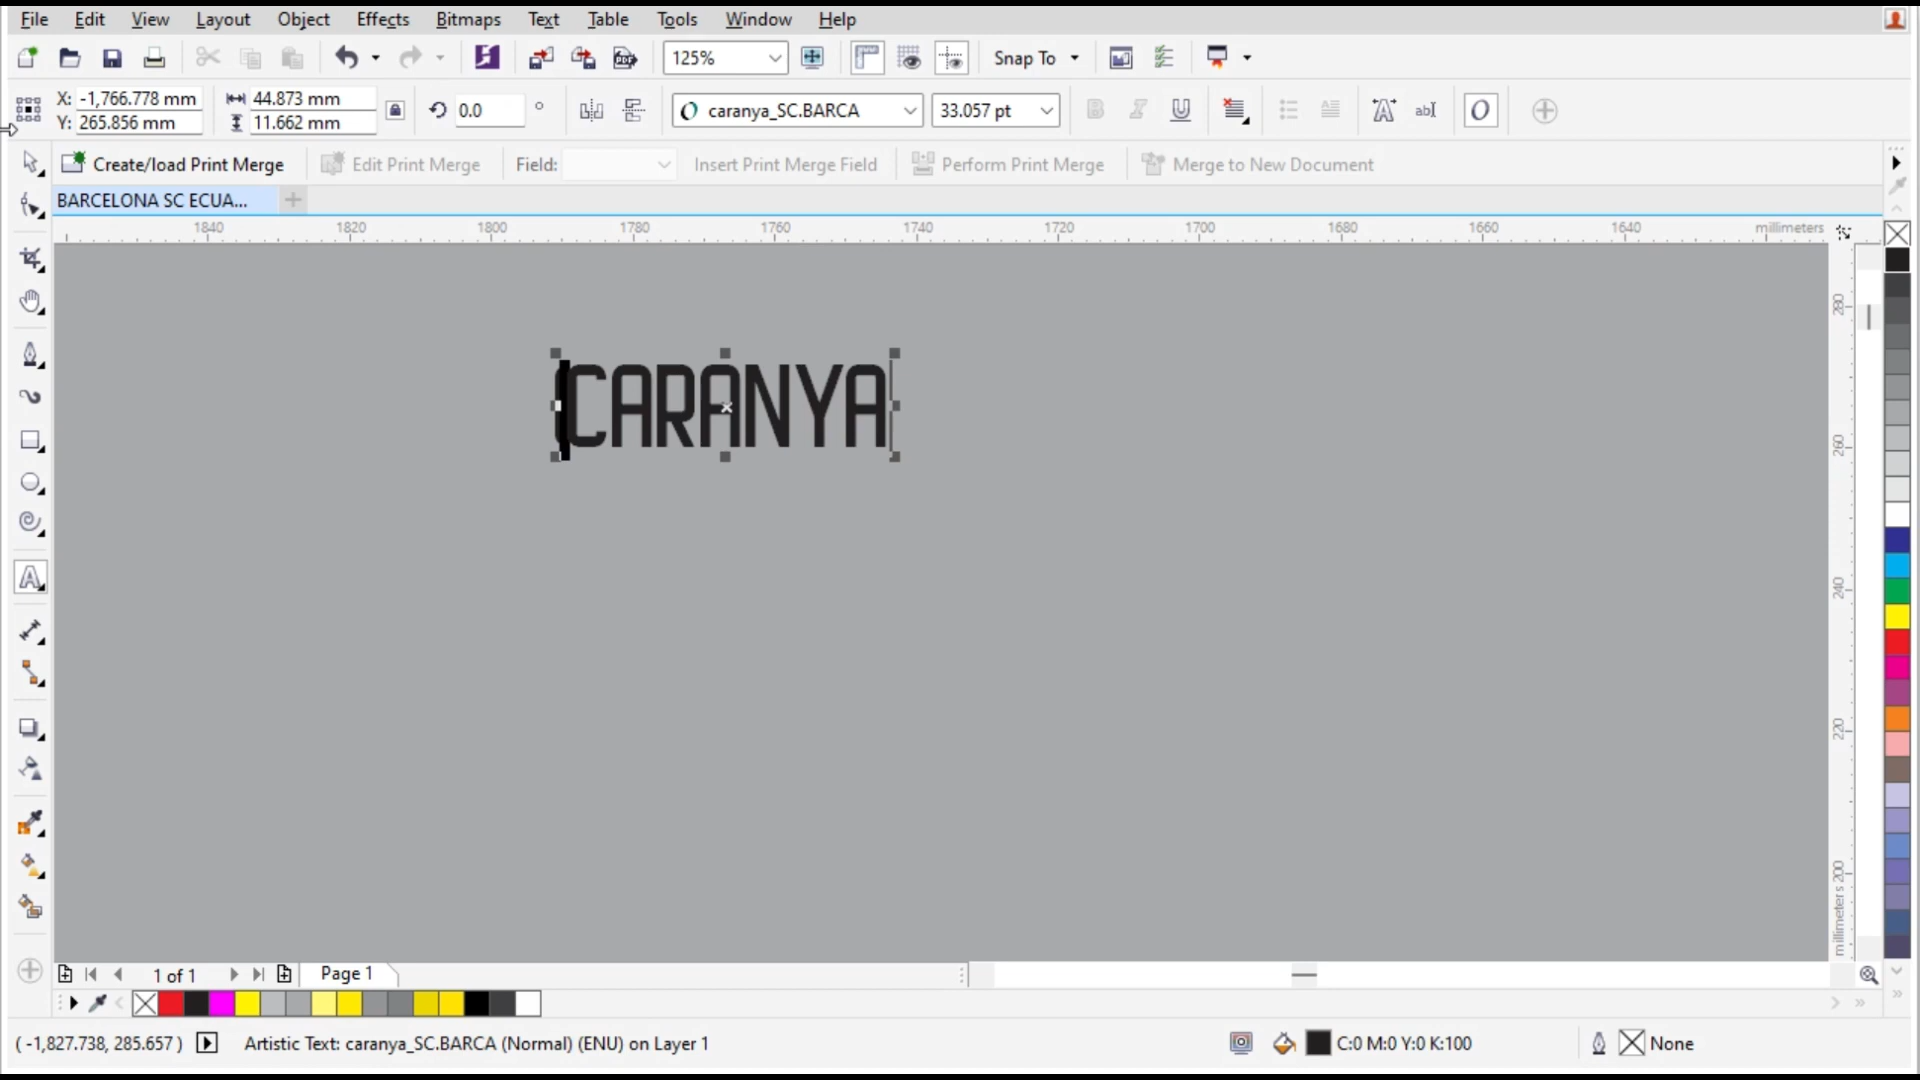 File Edit View Layout Object Effects Bitmaps Text Table Tools Window Help
125% Snap To
X: -1,766.778 mm 44.873 mm 0.0 ° caranya_SC.BARCA 33.057 pt
Y: 265.856 mm 11.662 mm
Create/load Print Merge Edit Print Merge Field: Insert Print Merge Field Perform Print Merge Merge to New Document
BARCELONA SC ECUA...
1840 1820 1800 1780 1760 1740 1720 1700 1680 1660 1640 millimeters
280
CARANYA
260
240
220
200
millimeters
1 of 1 Page 1
( -1,827.738, 285.657 ) Artistic Text: caranya_SC.BARCA (Normal) (ENU) on Layer 1 C:0 M:0 Y:0 K:100 None